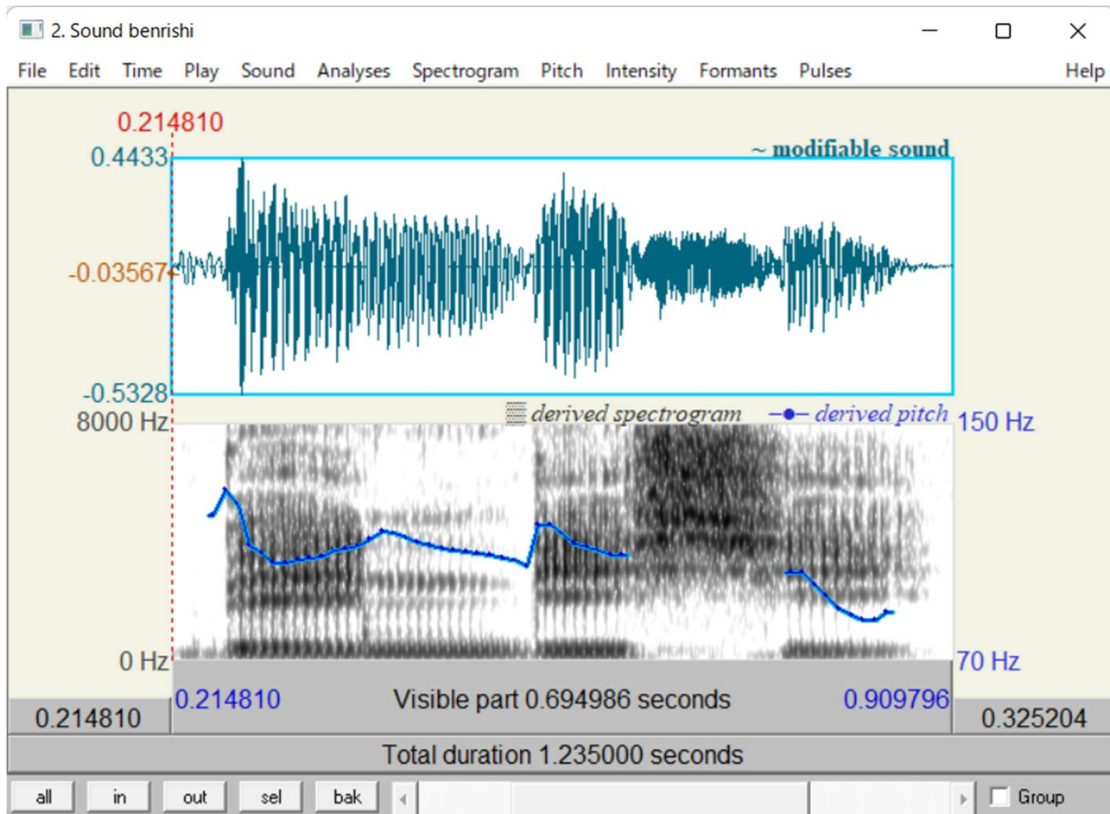 2. Sound benrishi
File Edit Time Play Sound Analyses Spectrogram Pitch Intensity Formants Pulses Help
0.214810
0.4433
~ modifiable sound
-0.03567
-0.5328
derived spectrogram derived pitch
8000 Hz 150 Hz
0 Hz 70 Hz
0.214810 Visible part 0.694986 seconds 0.909796
0.214810 0.325204
Total duration 1.235000 seconds
all in out sel bak Group